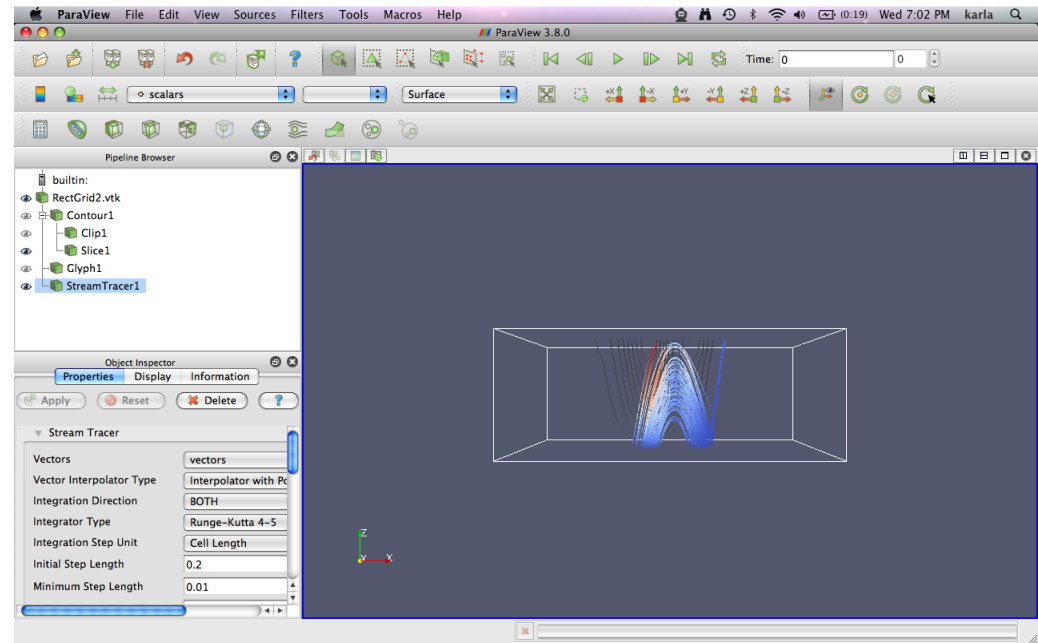 ParaView File Edit View Sources Filters Tools Macros Help (0:19) Wed 7:02 PM karla
ParaView 3.8.0
Time: 0 0
scalars Surface
Pipeline Browser
builtin:
RectGrid2.vtk
Contour1
Clip1
Slice1
Glyph1
StreamTracer1
Object Inspector
Properties Display Information
Apply Reset Delete ?
Stream Tracer
Vectors vectors
Vector Interpolator Type Interpolator with Po
Integration Direction BOTH
Integrator Type Runge-Kutta 4-5
Integration Step Unit Cell Length
Initial Step Length 0.2
Minimum Step Length 0.01
Z
Y X